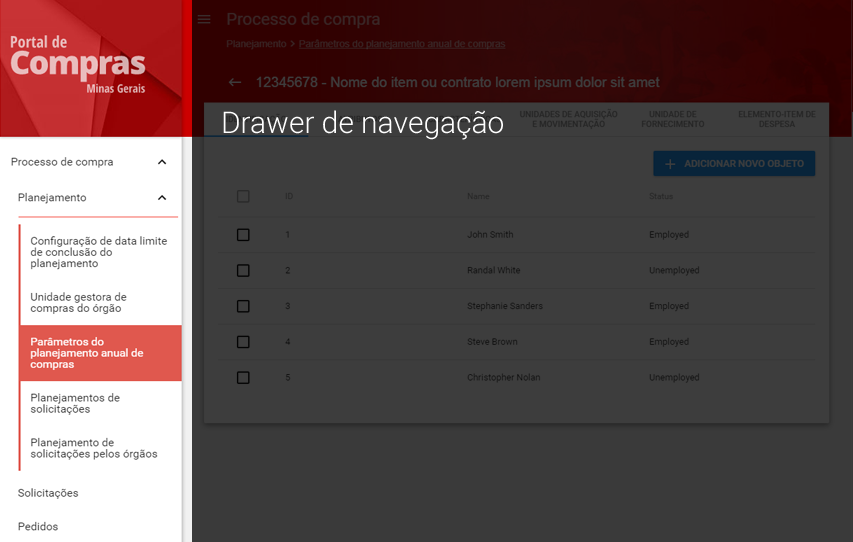 Portal de
Compras
Minas Gerais
Processo de compra
Planejamento
Configuração de data limite
de conclusão do
planejamento
Unidade gestora de
compras do órgão
Parâmetros do
planejamento anual de
compras
Planejamentos de
solicitações
Planejamento de
solicitações pelos órgãos
Solicitações
Pedidos
Processo de compra
Planejamento > Parâmetros do planejamento anual de compras
12345678 - Nome do item ou contrato lorem ipsum dolor sit amet
Drawer de navegação
UNIDADES DE AQUISIÇÃO
E MOVIMENTAÇÃO
UNIDADE DE
FORNECIMENTO
ELEMENTO-ITEM DE
DESPESA
+ ADICIONAR NOVO OBJETO
ID Name Status
1 John Smith Employed
2 Randal White Unemployed
3 Stephanie Sanders Employed
4 Steve Brown Employed
5 Christopher Nolan Unemployed